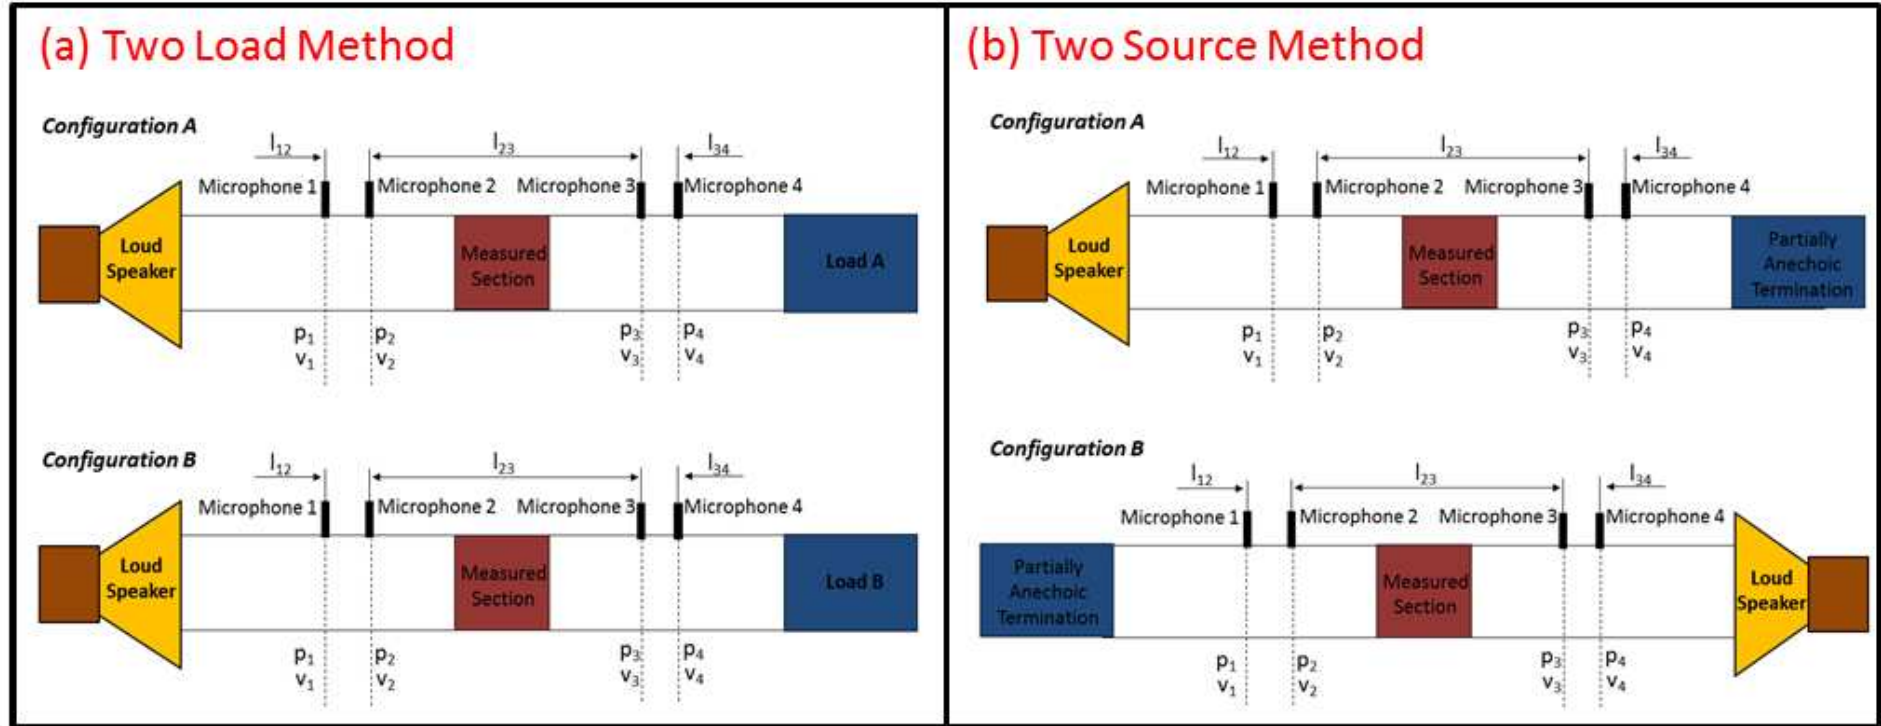 (a) Two Load Method
Configuration A
l12
l23
l34
Microphone 1
Microphone 2
Microphone 3
Microphone 4
Loud
Speaker
Measured
Section
Load A
p1
v1
p2
v2
p3
v3
p4
v4
Configuration B
l12
l23
l34
Microphone 1
Microphone 2
Microphone 3
Microphone 4
Loud
Speaker
Measured
Section
Load B
p1
v1
p2
v2
p3
v3
p4
v4
(b) Two Source Method
Configuration A
l12
l23
l34
Microphone 1
Microphone 2
Microphone 3
Microphone 4
Loud
Speaker
Measured
Section
Partially
Anechoic
Termination
p1
v1
p2
v2
p3
v3
p4
v4
Configuration B
l12
l23
l34
Microphone 1
Microphone 2
Microphone 3
Microphone 4
Partially
Anechoic
Termination
Measured
Section
Loud
Speaker
p1
v1
p2
v2
p3
v3
p4
v4